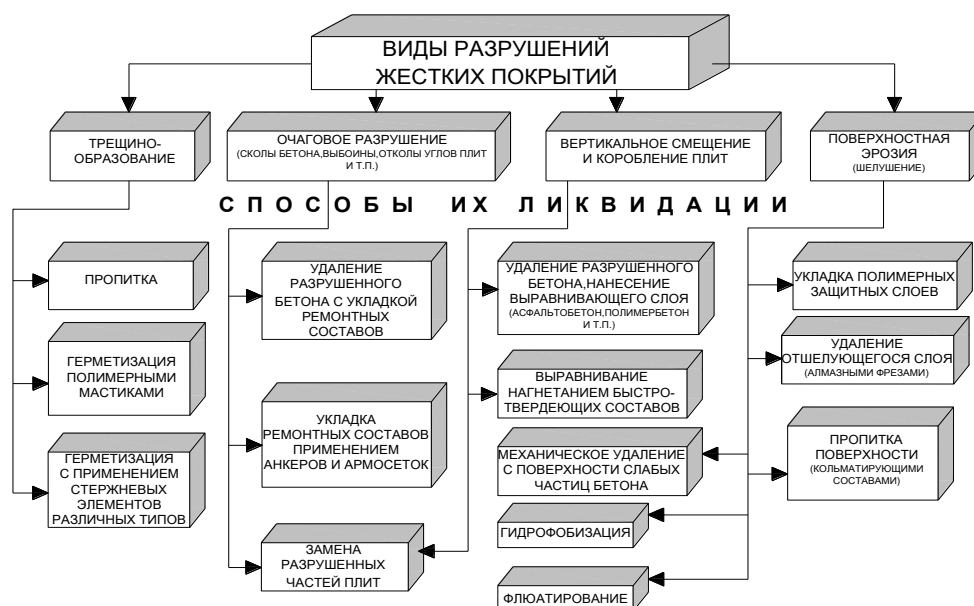 ВИДЫ РАЗРУШЕНИЙ
ЖЕСТКИХ ПОКРЫТИЙ
ТРЕЩИНО-
ОБРАЗОВАНИЕ
ОЧАГОВОЕ РАЗРУШЕНИЕ
(СКОЛЫ БЕТОНА,ВЫБОИНЫ,ОТКОЛЫ УГЛОВ ПЛИТ
И Т.П.)
ВЕРТИКАЛЬНОЕ СМЕЩЕНИЕ
И КОРОБЛЕНИЕ ПЛИТ
ПОВЕРХНОСТНАЯ
ЭРОЗИЯ
(ШЕЛУШЕНИЕ)
СПОСОБЫ ИХ ЛИКВИДАЦИИ
ПРОПИТКА
ГЕРМЕТИЗАЦИЯ
ПОЛИМЕРНЫМИ
МАСТИКАМИ
ГЕРМЕТИЗАЦИЯ
С ПРИМЕНЕНИЕМ
СТЕРЖНЕВЫХ
ЭЛЕМЕНТОВ
РАЗЛИЧНЫХ ТИПОВ
УДАЛЕНИЕ
РАЗРУШЕННОГО
БЕТОНА С УКЛАДКОЙ
РЕМОНТНЫХ
СОСТАВОВ
УКЛАДКА
РЕМОНТНЫХ СОСТАВОВ
ПРИМЕНЕНИЕМ
АНКЕРОВ И АРМОСЕТОК
ЗАМЕНА
РАЗРУШЕННЫХ
ЧАСТЕЙ ПЛИТ
УДАЛЕНИЕ РАЗРУШЕННОГО
БЕТОНА,НАНЕСЕНИЕ
ВЫРАВНИВАЮЩЕГО СЛОЯ
(АСФАЛЬТОБЕТОН,ПОЛИМЕРБЕТОН
И Т.П.)
ВЫРАВНИВАНИЕ
НАГНЕТАНИЕМ БЫСТРО-
ТВЕРДЕЮЩИХ СОСТАВОВ
МЕХАНИЧЕСКОЕ УДАЛЕНИЕ
С ПОВЕРХНОСТИ СЛАБЫХ
ЧАСТИЦ БЕТОНА
ГИДРОФОБИЗАЦИЯ
ФЛЮАТИРОВАНИЕ
УКЛАДКА ПОЛИМЕРНЫХ
ЗАЩИТНЫХ СЛОЕВ
УДАЛЕНИЕ
ОТШЕЛУЮЩЕГОСЯ СЛОЯ
(АЛМАЗНЫМИ ФРЕЗАМИ)
ПРОПИТКА
ПОВЕРХНОСТИ
(КОЛЬМАТИРУЮЩИМИ
СОСТАВАМИ)